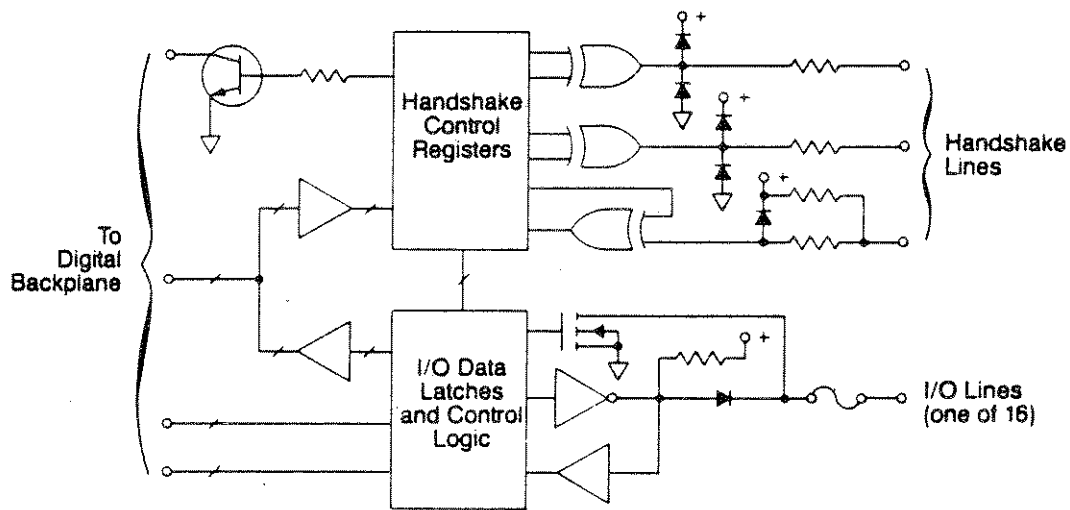 To
Digital
Backplane
Handshake
Control
Registers
+
+
+
Handshake
Lines
I/O Data
Latches
and Control
Logic
+
I/O Lines
(one of 16)